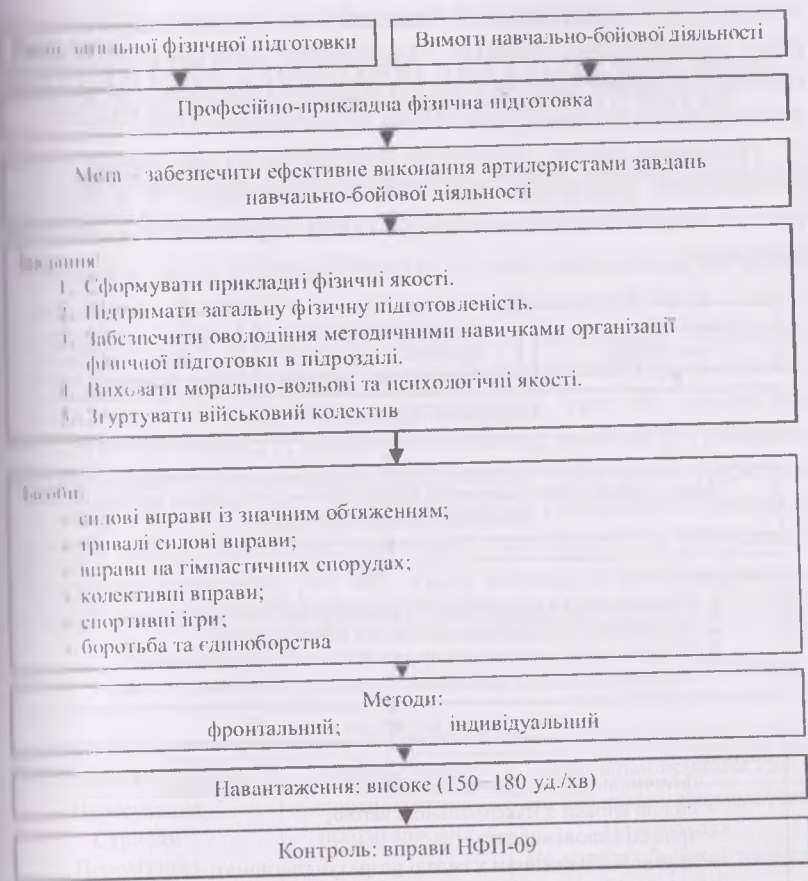 загальної фізичної підготовки
Вимоги навчально-бойової діяльності
Професійно-прикладна фізична підготовка
Мета – забезпечити ефективне виконання артилеристами завдань
навчально-бойової діяльності
Завдання:
1. Сформувати прикладні фізичні якості.
2. Підтримати загальну фізичну підготовленість.
3. Забезпечити оволодіння методичними навичками організації
фізичної підготовки в підрозділі.
4. Виховати морально-вольові та психологічні якості.
5. Згуртувати військовий колектив
Засоби:
• силові вправи із значним обтяженням;
• тривалі силові вправи;
• вправи на гімнастичних спорудах;
• колективні вправи;
• спортивні ігри;
• боротьба та єдиноборства
Методи:
фронтальний; індивідуальний
Навантаження: високе (150–180 уд./хв)
Контроль: вправи НФП-09